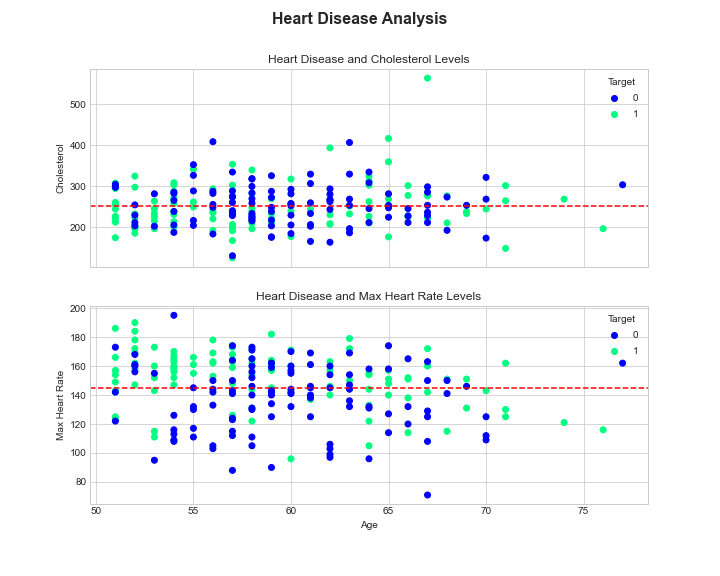 Heart Disease Analysis
Heart Disease and Cholesterol Levels
Target
0
1
500
400
300
200
Cholesterol
Heart Disease and Max Heart Rate Levels
Target
0
1
200
180
160
140
120
100
80
Max Heart Rate
50 55 60 65 70 75
Age